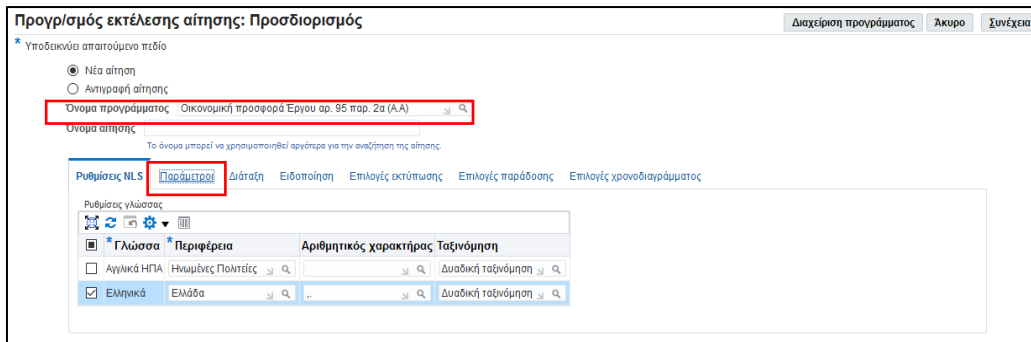 Προγρ/σμός εκτέλεσης αίτησης: Προσδιορισμός
Διαχείριση προγράμματος Άκυρο Συνέχεια
* Υποδεικνύει απαιτούμενο πεδίο
Νέα αίτηση
Αντιγραφή αίτησης
Όνομα προγράμματος Οικονομική προσφορά Έργου αρ. 95 παρ. 2α (Α.Α)
Όνομα αίτησης
Το όνομα μπορεί να χρησιμοποιηθεί αργότερα για την αναζήτηση της αίτησης.
Ρυθμίσεις NLS Παράμετροι Διάταξη Ειδοποίηση Επιλογές εκτύπωσης Επιλογές παράδοσης Επιλογές χρονοδιαγράμματος
Ρυθμίσεις γλώσσας
* Γλώσσα * Περιφέρεια Αριθμητικός χαρακτήρας Ταξινόμηση
Αγγλικά ΗΠΑ Ηνωμένες Πολιτείες Δυαδική ταξινόμηση
Ελληνικά Ελλάδα ,. Δυαδική ταξινόμηση